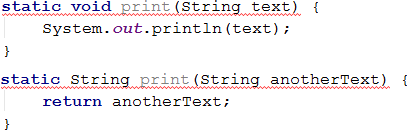 static void print(String text) {
System.out.println(text);
}
static String print(String anotherText) {
return anotherText;
}